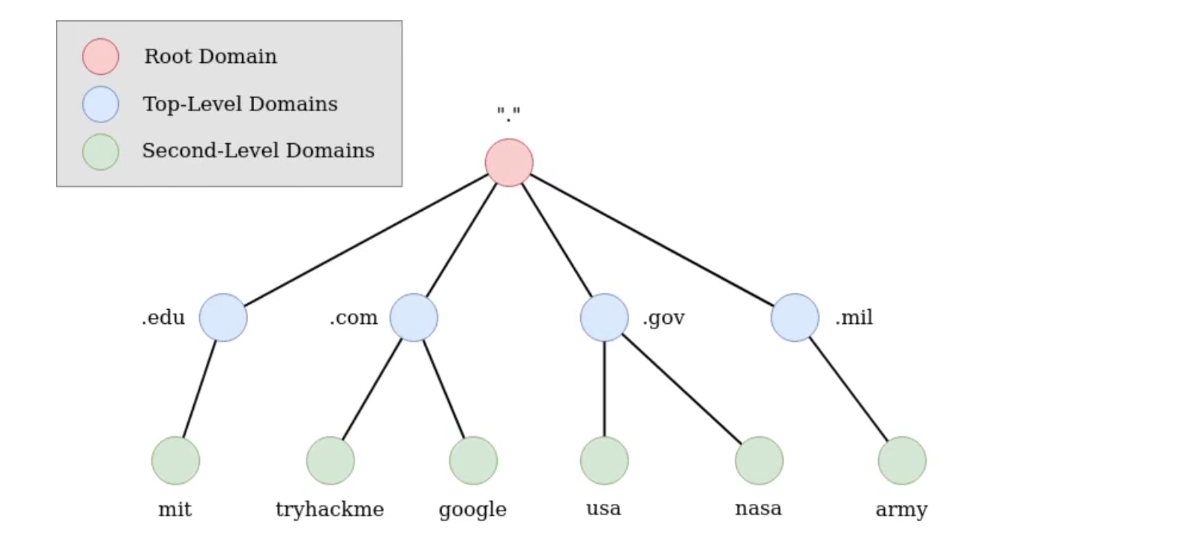 Root Domain
Top-Level Domains
Second-Level Domains
"."
.edu
.com
.gov
.mil
mit
tryhackme
google
usa
nasa
army